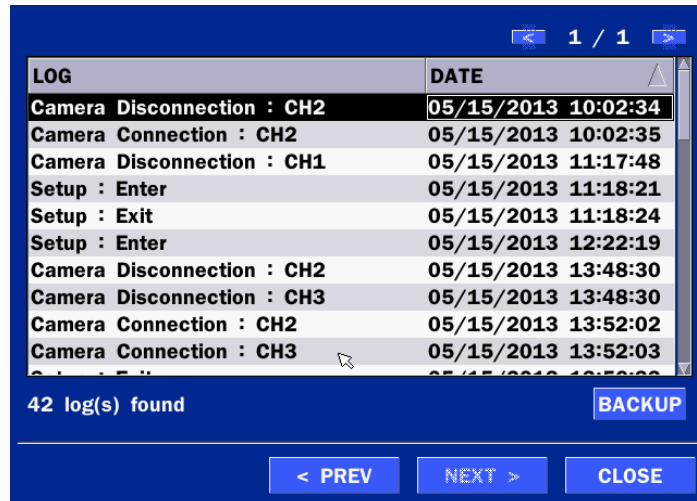 < 1 / 1 >
LOG DATE
Camera Disconnection : CH2 05/15/2013 10:02:34
Camera Connection : CH2 05/15/2013 10:02:35
Camera Disconnection : CH1 05/15/2013 11:17:48
Setup : Enter 05/15/2013 11:18:21
Setup : Exit 05/15/2013 11:18:24
Setup : Enter 05/15/2013 12:22:19
Camera Disconnection : CH2 05/15/2013 13:48:30
Camera Disconnection : CH3 05/15/2013 13:48:30
Camera Connection : CH2 05/15/2013 13:52:02
Camera Connection : CH3 05/15/2013 13:52:03
42 log(s) found BACKUP
< PREV NEXT > CLOSE